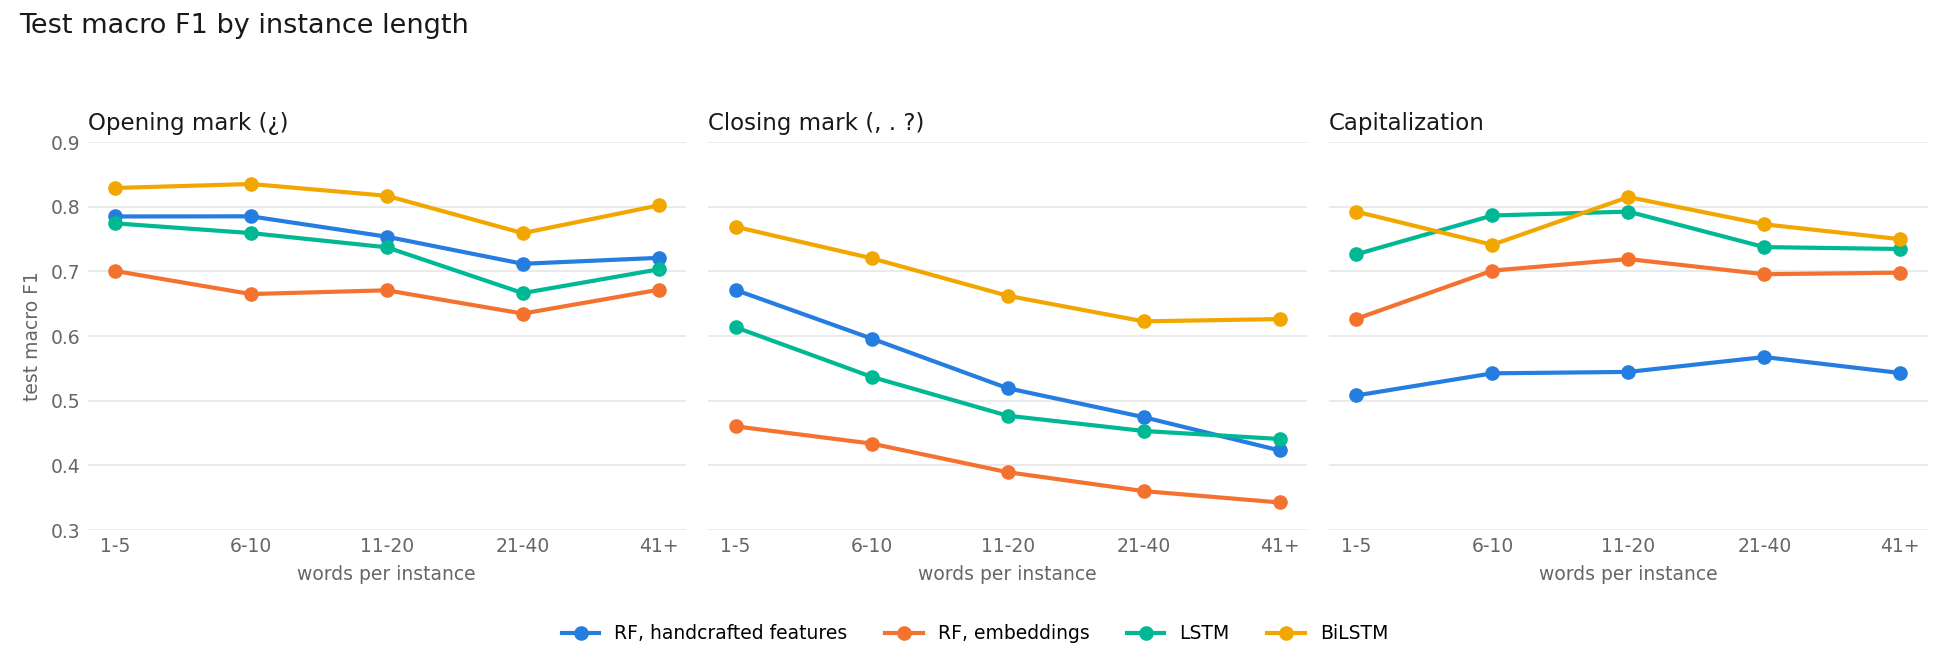 Test macro F1 by instance length
Opening mark (¿)
Closing mark (, . ?)
Capitalization
test macro F1
0.9
0.8
0.7
0.6
0.5
0.4
0.3
1-5 6-10 11-20 21-40 41+
1-5 6-10 11-20 21-40 41+
1-5 6-10 11-20 21-40 41+
words per instance
words per instance
words per instance
RF, handcrafted features RF, embeddings LSTM BiLSTM